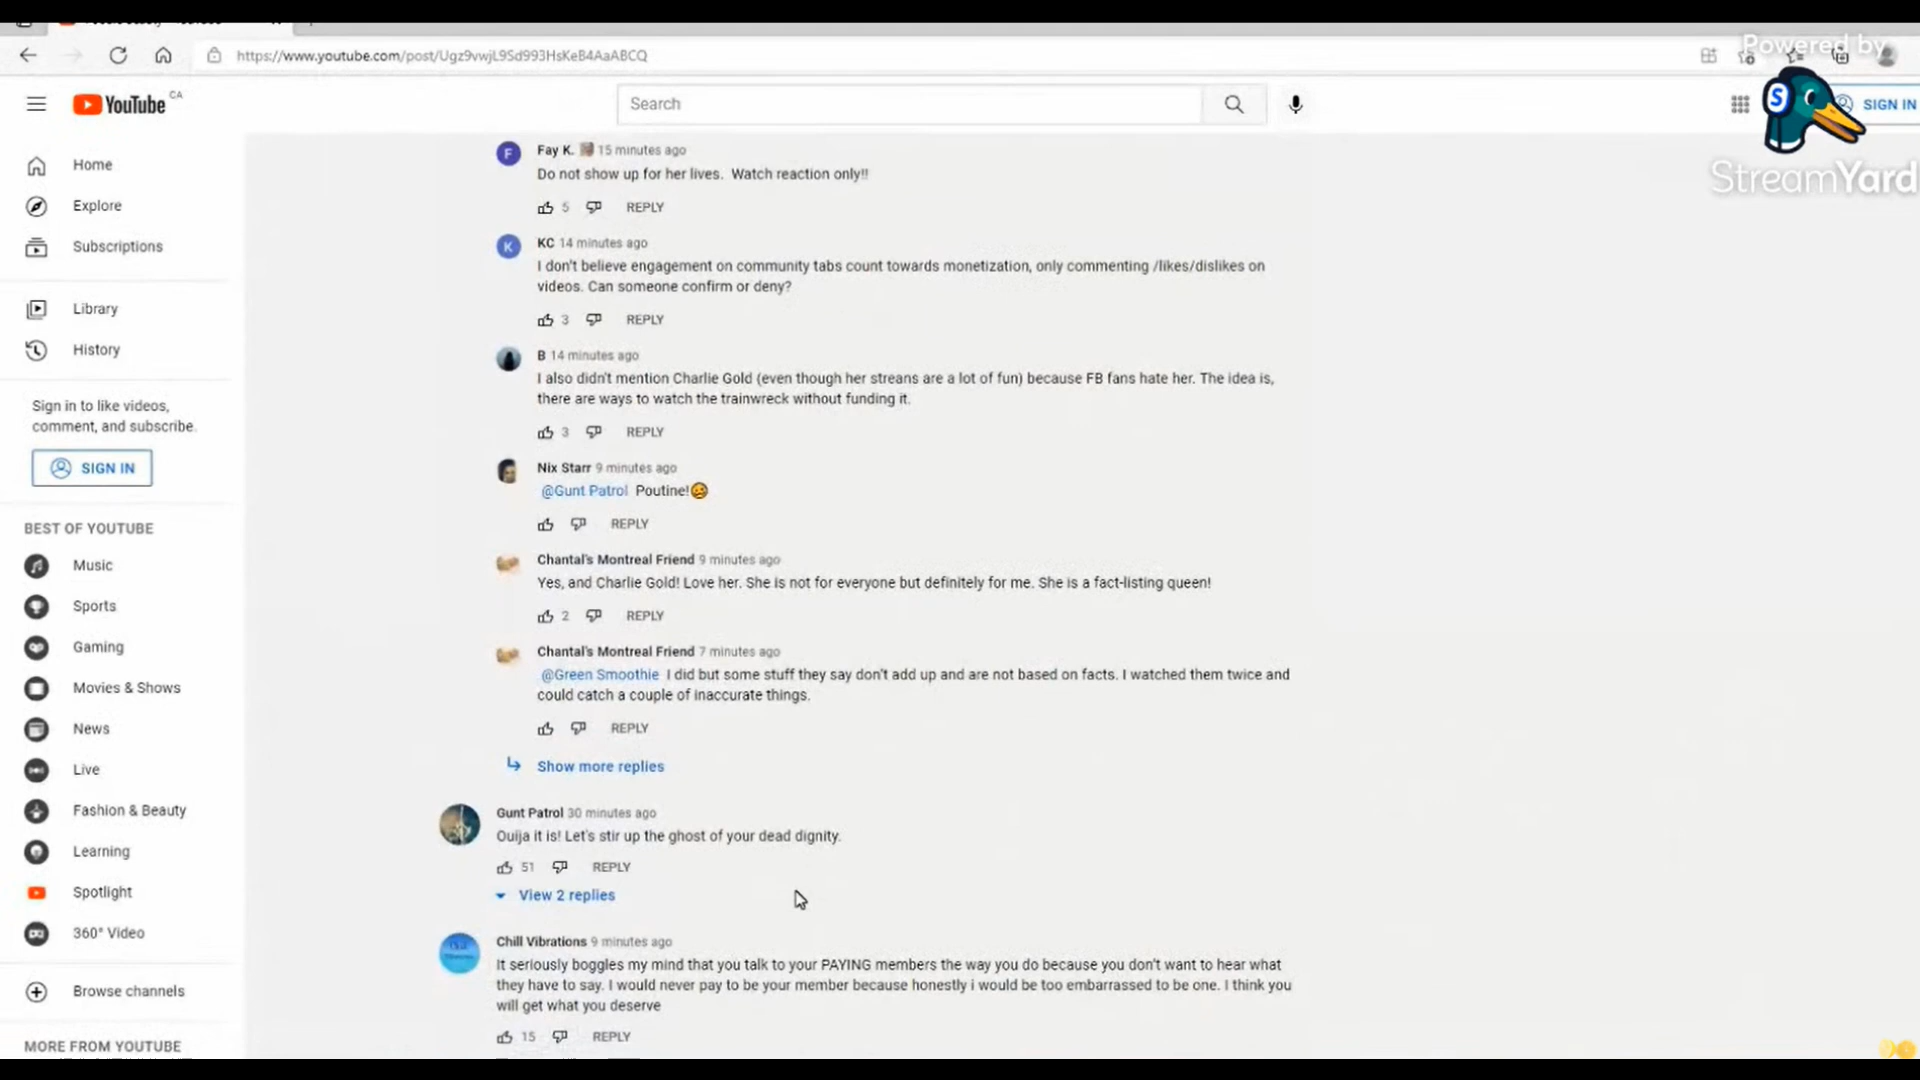 https://www.youtube.com/post/Ugz9vwjL9Sd993HsKeB4AaABCQ
Powered by
YouTube CA
Search
SIGN IN
StreamYard
Home
Explore
Subscriptions
Library
History
Sign in to like videos,
comment, and subscribe.
SIGN IN
BEST OF YOUTUBE
Music
Sports
Gaming
Movies & Shows
News
Live
Fashion & Beauty
Learning
Spotlight
360° Video
Browse channels
MORE FROM YOUTUBE
Fay K. 15 minutes ago
Do not show up for her lives. Watch reaction only!!
5 REPLY
KC 14 minutes ago
I don't believe engagement on community tabs count towards monetization, only commenting /likes/dislikes on
videos. Can someone confirm or deny?
3 REPLY
B 14 minutes ago
I also didn't mention Charlie Gold (even though her streans are a lot of fun) because FB fans hate her. The idea is,
there are ways to watch the trainwreck without funding it.
3 REPLY
Nix Starr 9 minutes ago
@Gunt Patrol Poutine!
REPLY
Chantal's Montreal Friend 9 minutes ago
Yes, and Charlie Gold! Love her. She is not for everyone but definitely for me. She is a fact-listing queen!
2 REPLY
Chantal's Montreal Friend 7 minutes ago
@Green Smoothie I did but some stuff they say don't add up and are not based on facts. I watched them twice and
could catch a couple of inaccurate things.
REPLY
Show more replies
Gunt Patrol 30 minutes ago
Ouija it is! Let's stir up the ghost of your dead dignity.
51 REPLY
View 2 replies
Chill Vibrations 9 minutes ago
It seriously boggles my mind that you talk to your PAYING members the way you do because you don't want to hear what
they have to say. I would never pay to be your member because honestly i would be too embarrassed to be one. I think you
will get what you deserve
15 REPLY